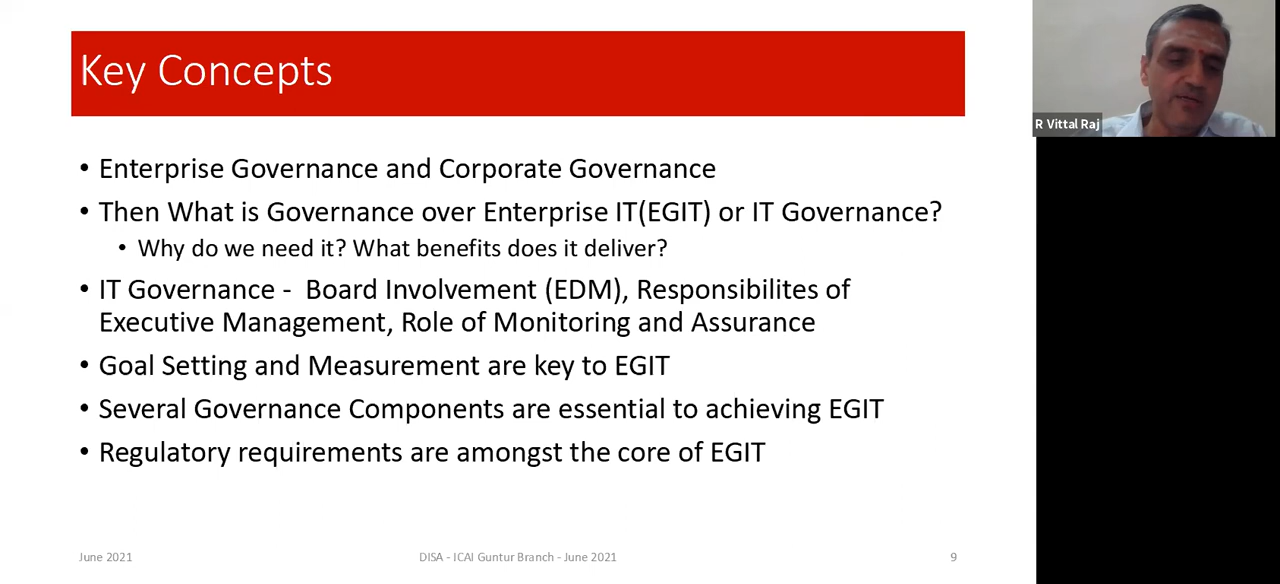 Key Concepts
R Vittal Raj
• Enterprise Governance and Corporate Governance
• Then What is Governance over Enterprise IT(EGIT) or IT Governance?
• Why do we need it? What benefits does it deliver?
• IT Governance -  Board Involvement (EDM), Responsibilites of
Executive Management, Role of Monitoring and Assurance
• Goal Setting and Measurement are key to EGIT
• Several Governance Components are essential to achieving EGIT
• Regulatory requirements are amongst the core of EGIT
June 2021
DISA - ICAI Guntur Branch - June 2021
9